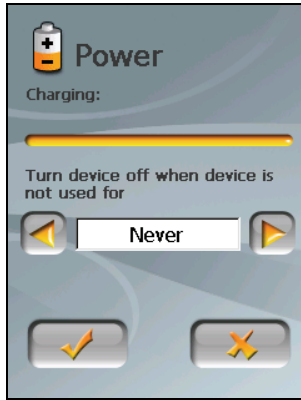 Power
Charging:
Turn device off when device is
not used for
Never